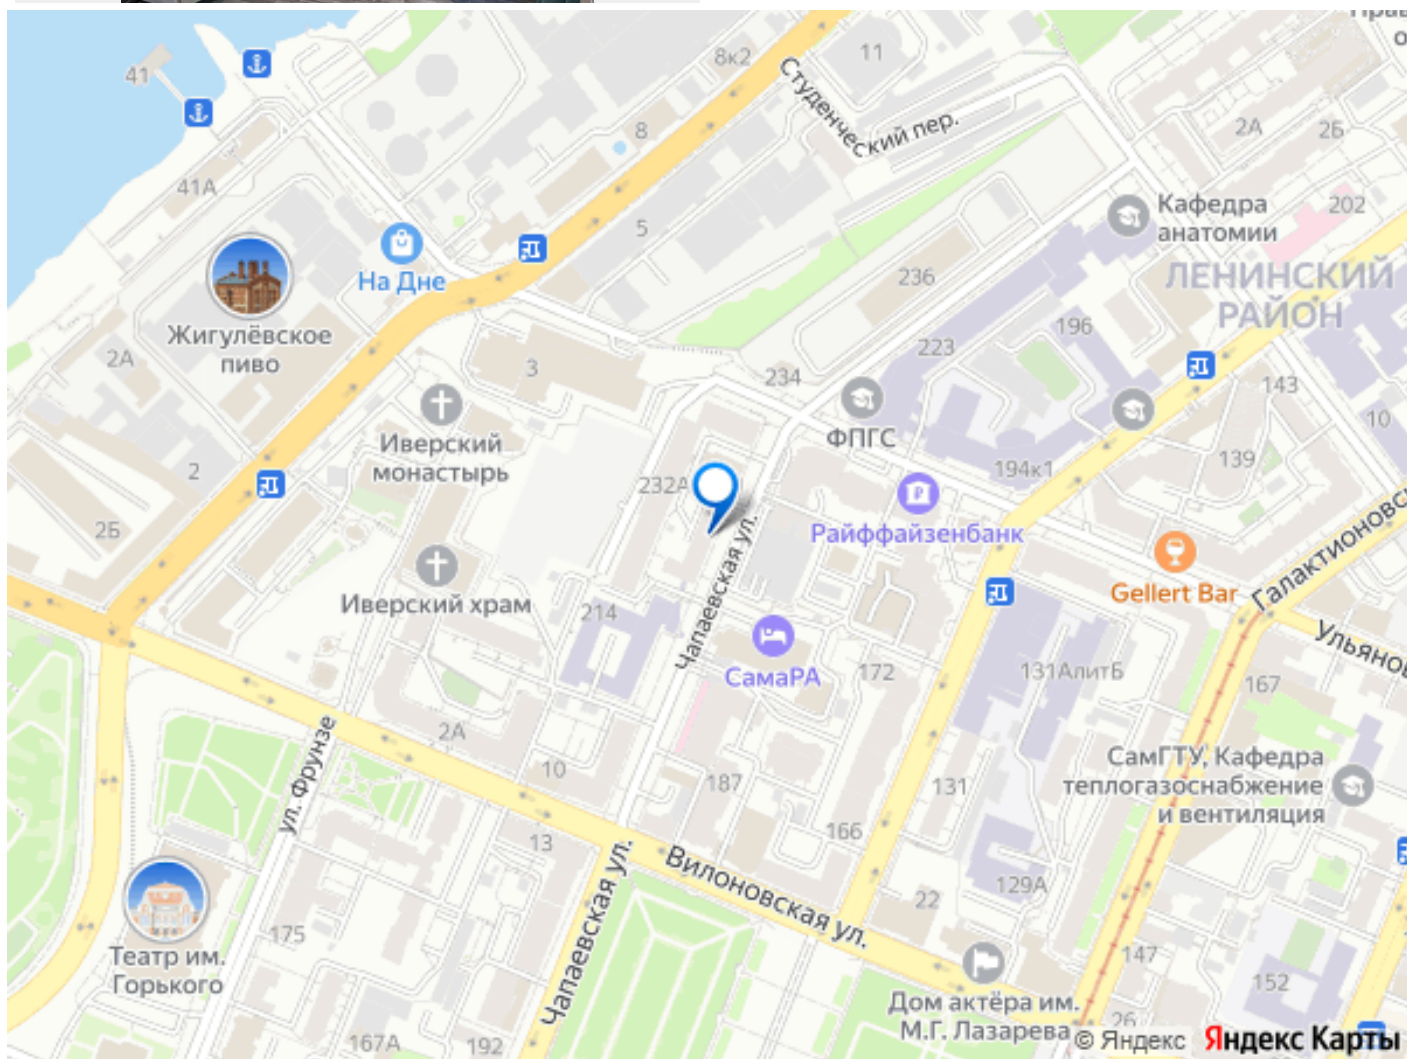 41
8к2
11
Студенческий пер.
8
2А
2Б
41А
Кафедра
анатомии
202
5
На Дне
236
ЛЕНИНСКИЙ
РАЙОН
Жигулёвское
пиво
2А
196
223
3
234
143
ФПГС
10
Иверский
монастырь
2
194к1
139
232А
2Б
Райффайзенбанк
Чапаевская ул.
Gellert Bar
Иверский храм
214
СамаРА
172
131АлитБ
167
2А
ул. Фрунзе
10
187
131
СамГТУ, Кафедра
теплогазоснабжение
и вентиляция
166
13
Вилоновская ул.
129А
22
Чапаевская ул.
175
Театр им.
Горького
147
152
Дом актёра им.
М.Г. Лазарева
26
167А
192
© Яндекс Яндекс Карты